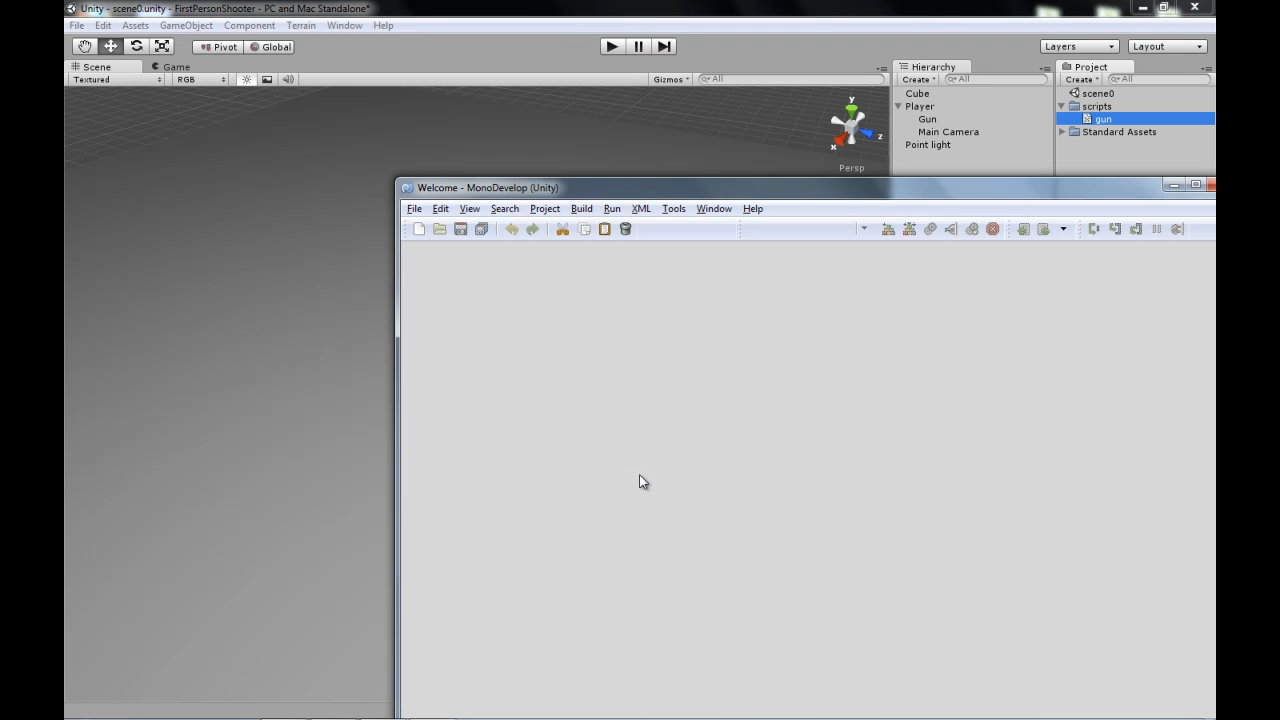 Unity - scene0.unity - FirstPersonShooter - PC and Mac Standalone*
File Edit Assets GameObject Component Terrain Window Help
Pivot Global Layers Layout
Scene Game Hierarchy Project
Textured RGB Gizmos All Create All Create All
Cube scene0
Player scripts
Gun gun
Main Camera Standard Assets
Point light
y
z
x
Persp
Welcome - MonoDevelop (Unity)
File Edit View Search Project Build Run XML Tools Window Help